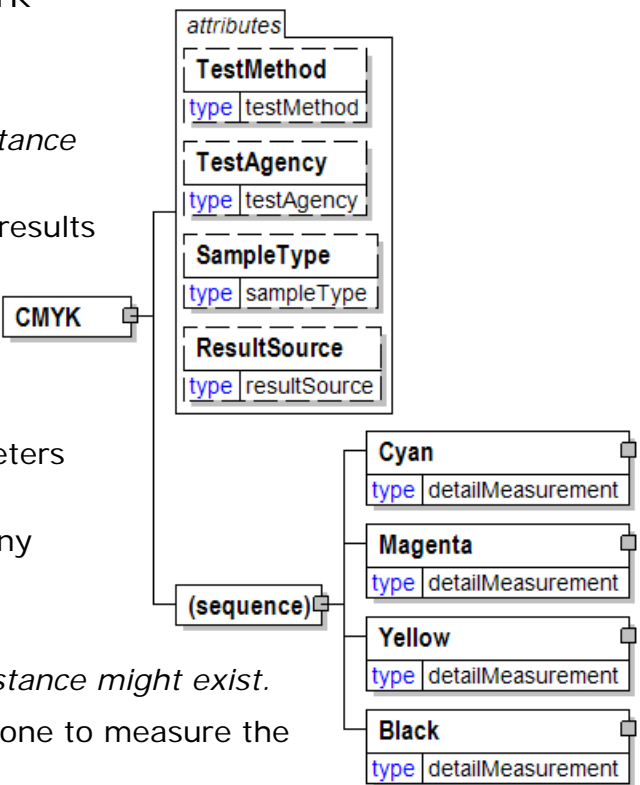 attributes
TestMethod
type testMethod
tance
TestAgency
type testAgency
results
SampleType
type sampleType
CMYK
ResultSource
type resultSource
eters
Cyan
type detailMeasurement
ny
Magenta
type detailMeasurement
(sequence)
Yellow
type detailMeasurement
stance might exist.
one to measure the
Black
type detailMeasurement